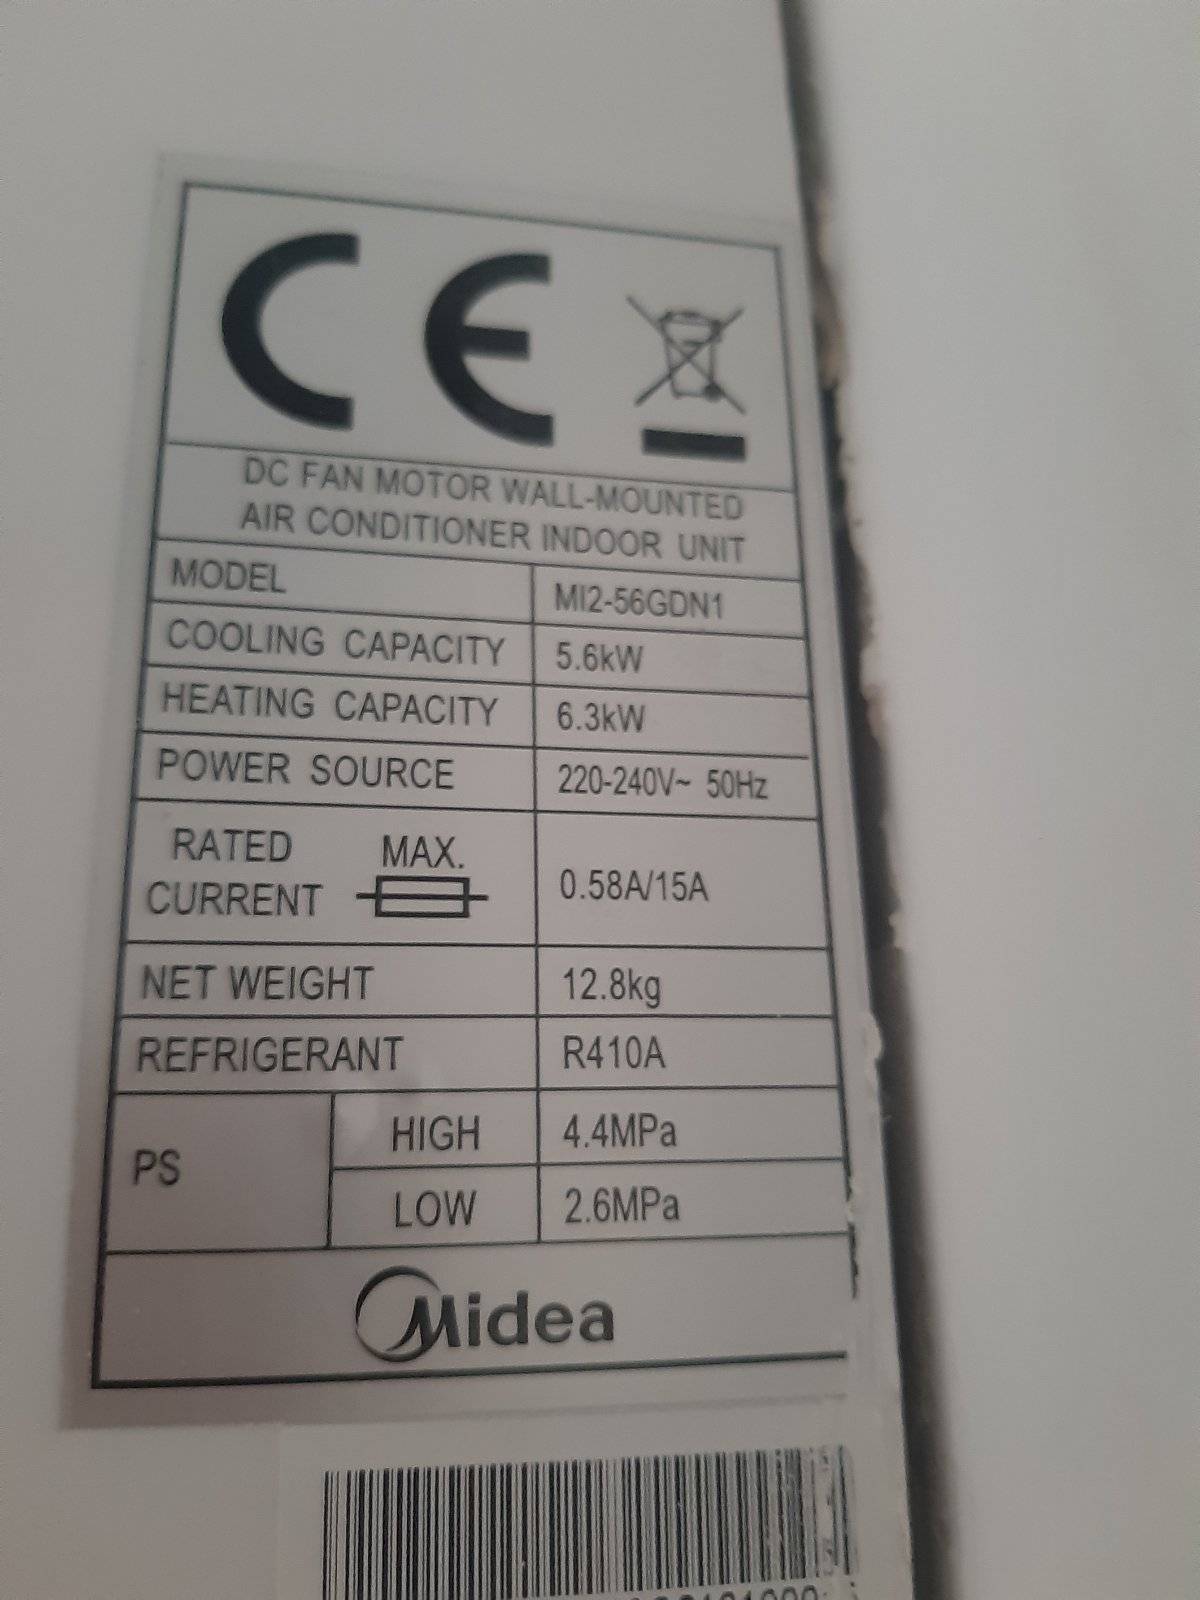 CE
DC FAN MOTOR WALL-MOUNTED
AIR CONDITIONER INDOOR UNIT
MODEL MI2-56GDN1
COOLING CAPACITY 5.6kW
HEATING CAPACITY 6.3kW
POWER SOURCE 220-240V~ 50Hz
RATED CURRENT MAX. 0.58A/15A
NET WEIGHT 12.8kg
REFRIGERANT R410A
PS HIGH 4.4MPa
LOW 2.6MPa
Midea